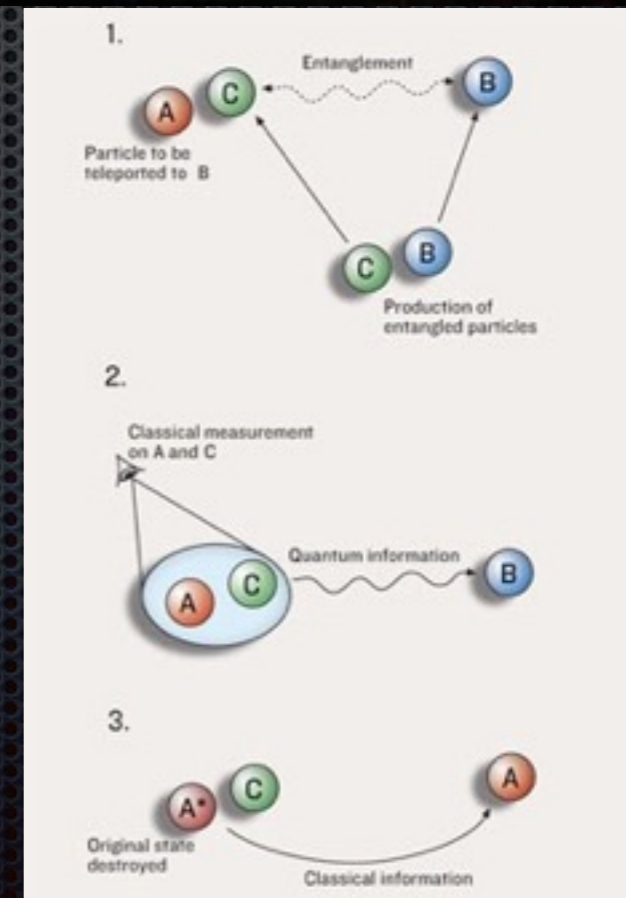 1.
Entanglement
A
C
B
Particle to be
teleported to B
C
B
Production of
entangled particles
2.
Classical measurement
on A and C
Quantum information
A
C
B
3.
A*
C
A
Original state
destroyed
Classical information